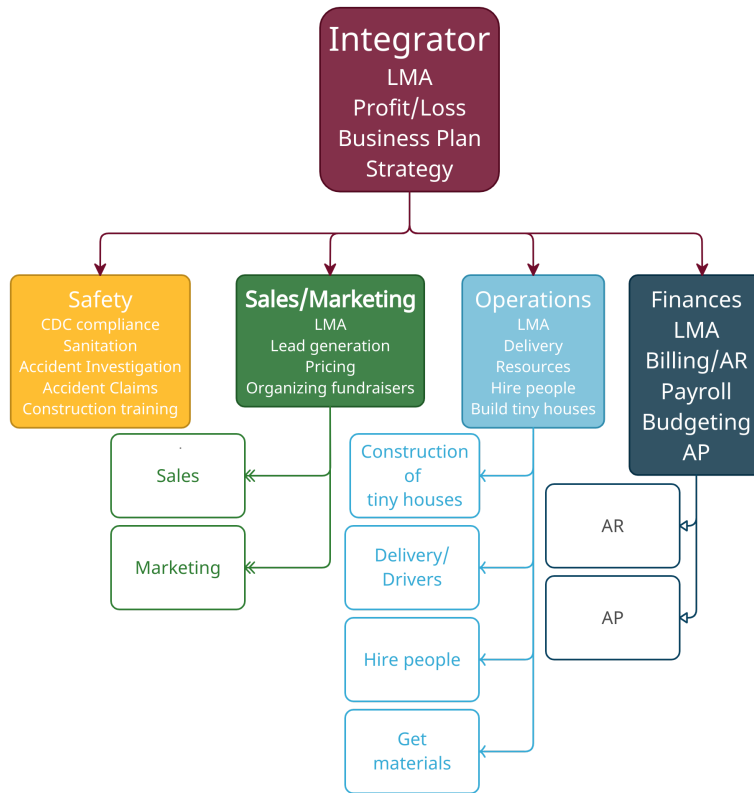 Integrator
LMA
Profit/Loss
Business Plan
Strategy
Safety
CDC compliance
Sanitation
Accident Investigation
Accident Claims
Construction training
Sales/Marketing
LMA
Lead generation
Pricing
Organizing fundraisers
Operations
LMA
Delivery
Resources
Hire people
Build tiny houses
Finances
LMA
Billing/AR
Payroll
Budgeting
AP
Sales
Marketing
Construction
of
tiny houses
Delivery/
Drivers
Hire people
Get
materials
AR
AP